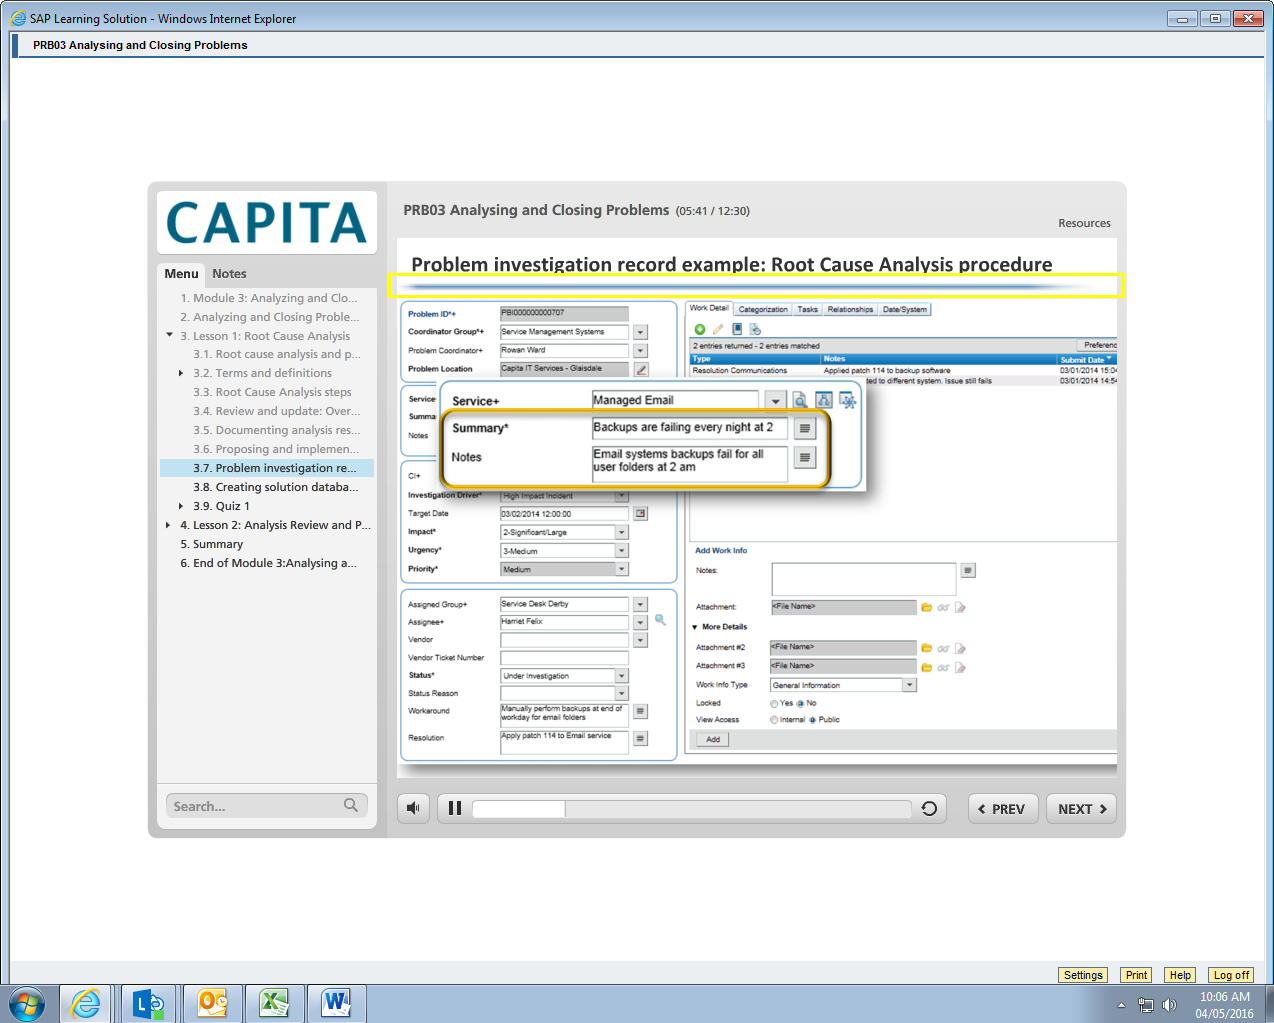 SAP Learning Solution - Windows Internet Explorer
PRB03 Analysing and Closing Problems
CAPITA
PRB03 Analysing and Closing Problems (05:41 / 12:30)
Resources
Menu
Notes
1. Module 3: Analyzing and Clo...
2. Analyzing and Closing Proble...
3. Lesson 1: Root Cause Analysis
3.1. Root cause analysis and p...
3.2. Terms and definitions
3.3. Root Cause Analysis steps
3.4. Review and update: Over...
3.5. Documenting analysis res...
3.6. Proposing and implemen...
3.7. Problem investigation re...
3.8. Creating solution databa...
3.9. Quiz 1
4. Lesson 2: Analysis Review and P...
5. Summary
6. End of Module 3:Analysing a...
Search...
Problem investigation record example: Root Cause Analysis procedure
Problem ID*+ PBI000000000707
Coordinator Group*+ Service Management Systems
Problem Coordinator+ Rowan Ward
Problem Location Capita IT Services - Glaisdale
Service
Summa
Notes
Service+ Managed Email
Summary* Backups are failing every night at 2
Notes Email systems backups fail for all
user folders at 2 am
CI+
Investigation Driver* High Impact Incident
Target Date 03/02/2014 12:00:00
Impact* 2-Significant/Large
Urgency* 3-Medium
Priority* Medium
Assigned Group+ Service Desk Derby
Assignee+ Harriet Felix
Vendor
Vendor Ticket Number
Status* Under Investigation
Status Reason
Workaround Manually perform backups at end of
workday for email folders
Resolution Apply patch 114 to Email service
Work Detail Categorization Tasks Relationships Date/System
2 entries returned - 2 entries matched Preferenc
Type Notes Submit Date
Resolution Communications Applied patch 114 to backup software 03/01/2014 15:04
ted to different system. Issue still fails 03/01/2014 14:54
Add Work Info
Notes:
Attachment: <File Name>
More Details
Attachment #2 <File Name>
Attachment #3 <File Name>
Work Info Type General Information
Locked Yes No
View Access Internal Public
Add
PREV
NEXT
Settings Print Help Log off
10:06 AM
04/05/2016